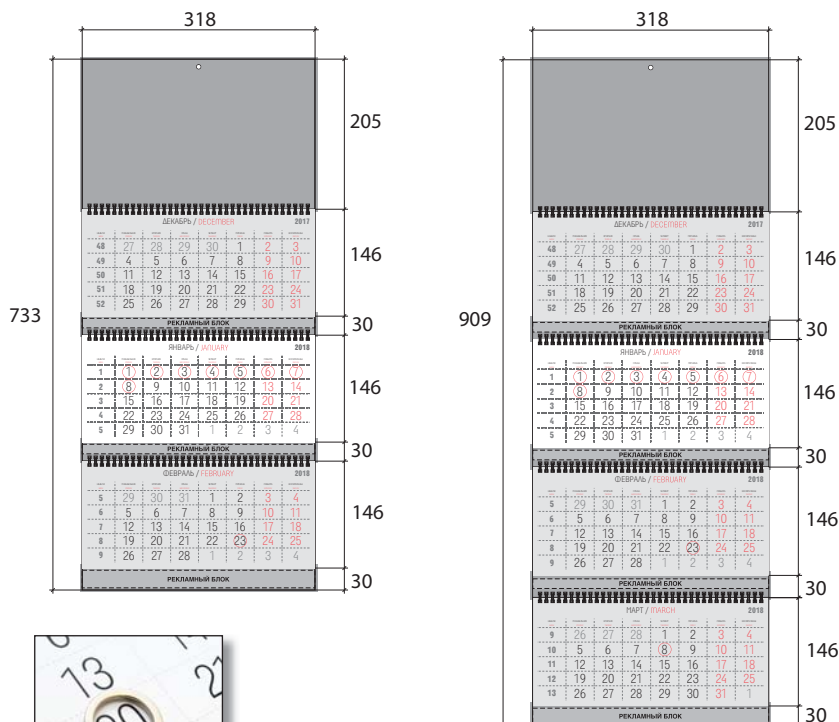 318
205
ДЕКАБРЬ / DECEMBER 2017
48 27 28 29 30 1 2 3
49 4 5 6 7 8 9 10
50 11 12 13 14 15 16 17
51 18 19 20 21 22 23 24
52 25 26 27 28 29 30 31
146
РЕКЛАМНЫЙ БЛОК
30
733
ЯНВАРЬ / JANUARY 2018
1 1 2 3 4 5 6 7
2 8 9 10 11 12 13 14
3 15 16 17 18 19 20 21
4 22 23 24 25 26 27 28
5 29 30 31 1 2 3 4
146
РЕКЛАМНЫЙ БЛОК
30
ФЕВРАЛЬ / FEBRUARY 2018
5 29 30 31 1 2 3 4
6 5 6 7 8 9 10 11
7 12 13 14 15 16 17 18
8 19 20 21 22 23 24 25
9 26 27 28 1 2 3 4
146
РЕКЛАМНЫЙ БЛОК
30
13
20
318
205
ДЕКАБРЬ / DECEMBER 2017
48 27 28 29 30 1 2 3
49 4 5 6 7 8 9 10
50 11 12 13 14 15 16 17
51 18 19 20 21 22 23 24
52 25 26 27 28 29 30 31
146
РЕКЛАМНЫЙ БЛОК
30
909
ЯНВАРЬ / JANUARY 2018
1 1 2 3 4 5 6 7
2 8 9 10 11 12 13 14
3 15 16 17 18 19 20 21
4 22 23 24 25 26 27 28
5 29 30 31 1 2 3 4
146
РЕКЛАМНЫЙ БЛОК
30
ФЕВРАЛЬ / FEBRUARY 2018
5 29 30 31 1 2 3 4
6 5 6 7 8 9 10 11
7 12 13 14 15 16 17 18
8 19 20 21 22 23 24 25
9 26 27 28 1 2 3 4
146
РЕКЛАМНЫЙ БЛОК
30
МАРТ / MARCH 2018
9 26 27 28 1 2 3 4
10 5 6 7 8 9 10 11
11 12 13 14 15 16 17 18
12 19 20 21 22 23 24 25
13 26 27 28 29 30 31 1
146
РЕКЛАМНЫЙ БЛОК
30